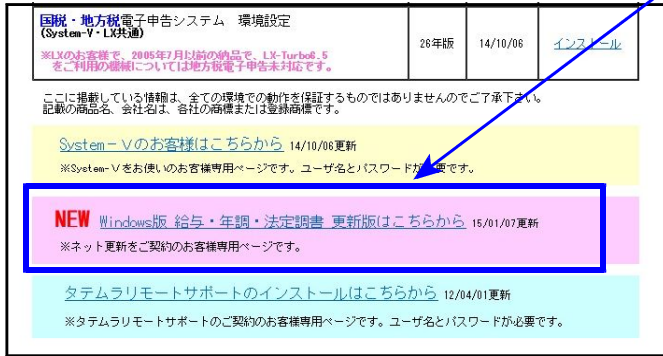 国税・地方税電子申告システム 環境設定
(System-V・LX共通)
※LXのお客様で、2005年7月以前の納品で、LX-Turbo6.5
をご利用の機械については地方税電子申告未対応です。
26年版
14/10/06
インストール
ここに掲載している情報は、全ての環境での動作を保証するものではありませんのでご了承下さい。
記載の商品名、会社名は、各社の商標または登録商標です。
System－Vのお客様はこちらから 14/10/06更新
※System-Vをお使いのお客様専用ページです。ユーザ名とパスワードが必要です。
NEW Windows版 給与・年調・法定調書 更新版はこちらから 15/01/07更新
※ネット更新をご契約のお客様専用ページです。
タテムラリモートサポートのインストールはこちらから 12/04/01更新
※タテムラリモートサポートのご契約のお客様専用ページです。ユーザ名とパスワードが必要です。